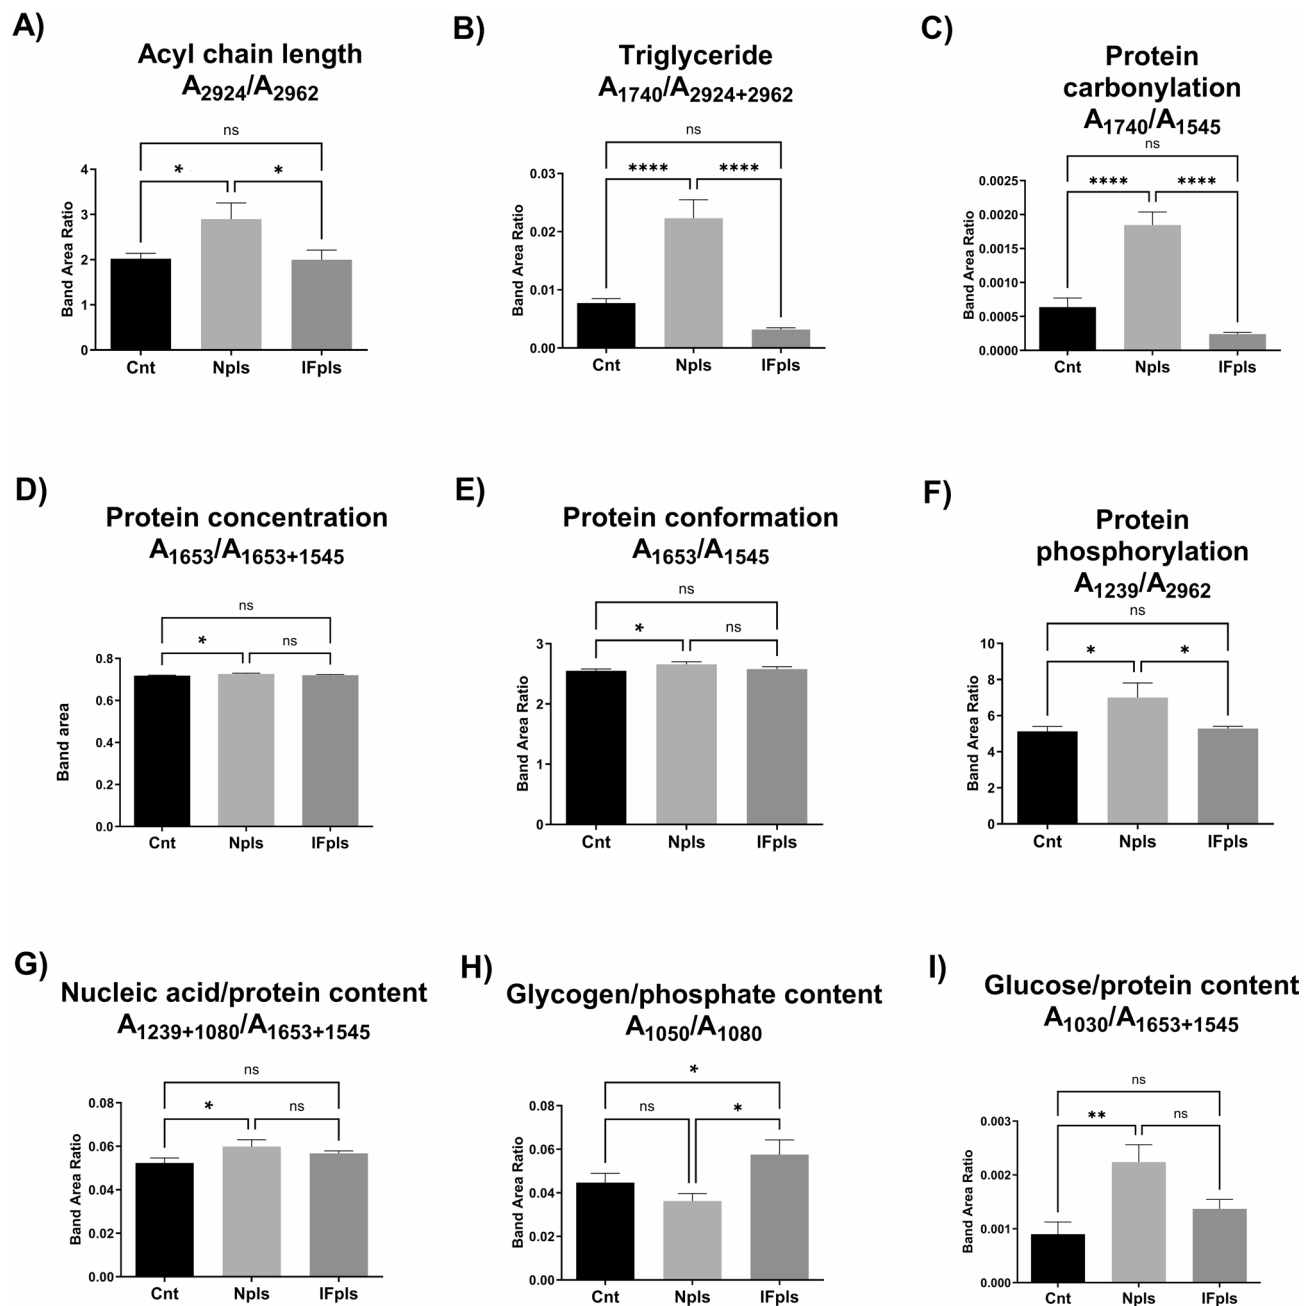 A)
Acyl chain length
A2924/A2962
ns
* *
4
3
2
1
0
Band Area Ratio
Cnt Npls IFpls
B)
Triglyceride
A1740/A2924+2962
ns
**** ****
0.03
0.02
0.01
0.00
Band Area Ratio
Cnt Npls IFpls
C)
Protein
carbonylation
A1740/A1545
ns
**** ****
0.0025
0.0020
0.0015
0.0010
0.0005
0.0000
Band Area Ratio
Cnt Npls IFpls
D)
Protein concentration
A1653/A1653+1545
ns
* ns
0.8
0.6
0.4
0.2
0.0
Band area
Cnt Npls IFpls
E)
Protein conformation
A1653/A1545
ns
* ns
3
2
1
0
Band Area Ratio
Cnt Npls IFpls
F)
Protein
phosphorylation
A1239/A2962
ns
* *
10
8
6
4
2
0
Band Area Ratio
Cnt Npls IFpls
G)
Nucleic acid/protein content
A1239+1080/A1653+1545
ns
* ns
0.08
0.06
0.04
0.02
0.00
Band Area Ratio
Cnt Npls IFpls
H)
Glycogen/phosphate content
A1050/A1080
*
ns *
0.08
0.06
0.04
0.02
0.00
Band Area Ratio
Cnt Npls IFpls
I)
Glucose/protein content
A1030/A1653+1545
ns
** ns
0.003
0.002
0.001
0.000
Band Area Ratio
Cnt Npls IFpls